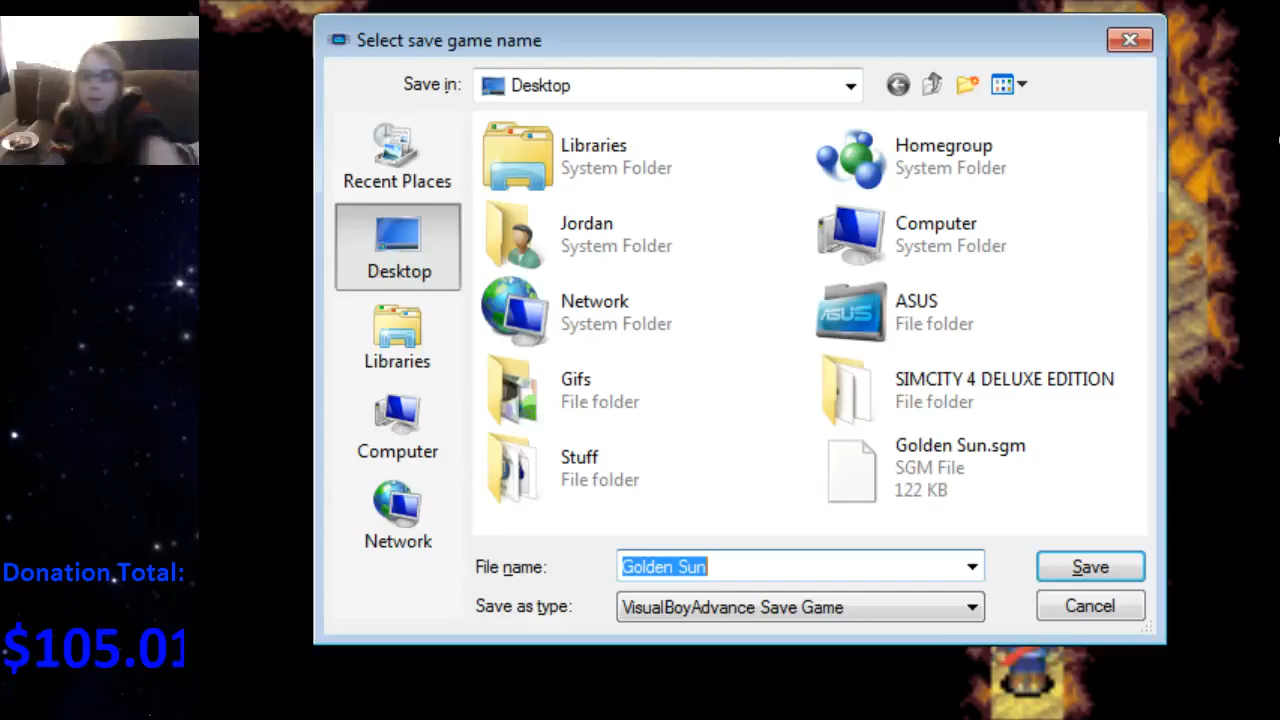 Select save game name
Save in:
Desktop
Recent Places
Desktop
Libraries
Computer
Network
Libraries
System Folder
Homegroup
System Folder
Jordan
System Folder
Computer
System Folder
Network
System Folder
ASUS
ASUS
File folder
Gifs
File folder
SIMCITY 4 DELUXE EDITION
File folder
Stuff
File folder
Golden Sun.sgm
SGM File
122 KB
File name:
Golden Sun
Save
Save as type:
VisualBoyAdvance Save Game
Cancel
Donation Total:
$105.01